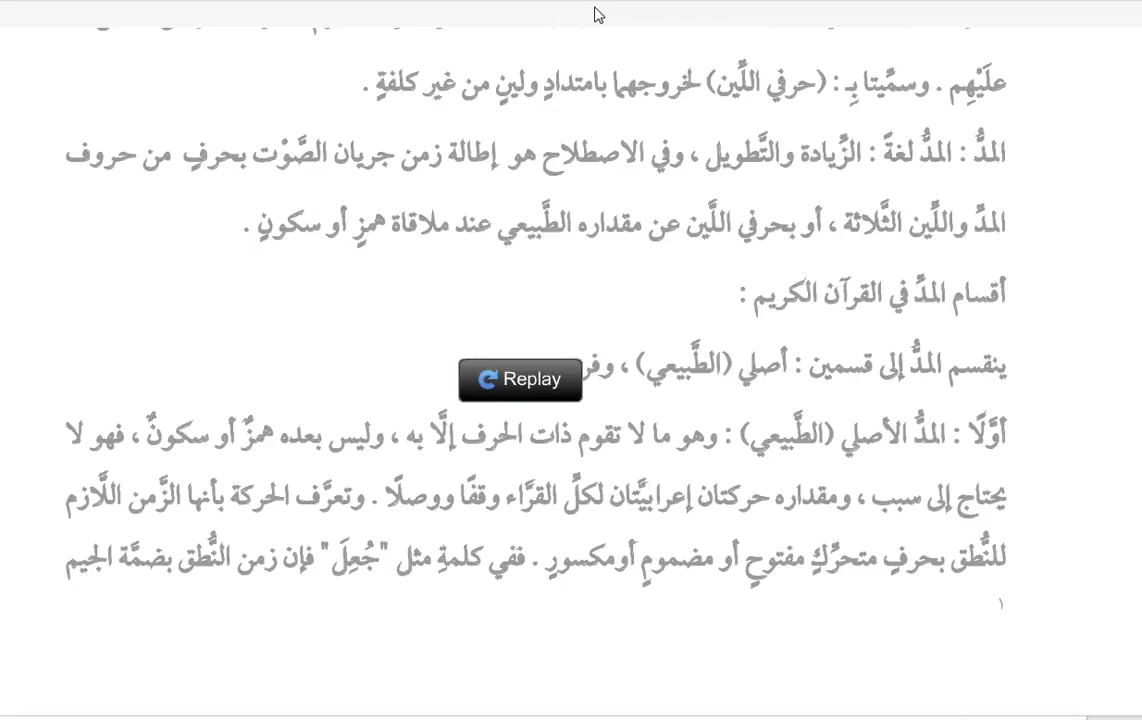 علَيْهِم . وسمِّيتا بِـ : (حرفي اللَّين) لخروجهما بامتدادٍ ولينٍ من غير كلفةٍ .
المدُّ : المدُّ لغةً : الزِّيادة والتَّطويل ، وفي الاصطلاح هو إطالة زمن جريان الصَّوْت بحرفٍ من حروف
المدِّ واللِّين الثَّلاثة ، أو بحرفي اللَّين عن مقداره الطَّبيعي عند ملاقاة همزٍ أو سكونٍ .
أقسام المدِّ في القرآن الكريم :
ينقسم المدُّ إلى قسمين : أصلي (الطَّبيعي) ، وفر
Replay
أوَّلًا : المدُّ الأصلي (الطَّبيعي) : وهو ما لا تقوم ذات الحرف إلَّا به ، وليس بعده همزٌ أو سكونٌ ، فهو لا
يحتاج إلى سبب ، ومقداره حركتان إعرابيَّتان لكلِّ القرَّاء وقفًا ووصلًا . وتعرَّف الحركة بأنها الزَّمن اللَّازم
للنُّطق بحرفٍ متحرِّكٍ مفتوحٍ أو مضمومٍ أومكسورٍ . ففي كلمةِ مثل "جُعِلَ" فإن زمن النُّطق بضمَّة الجيم
١